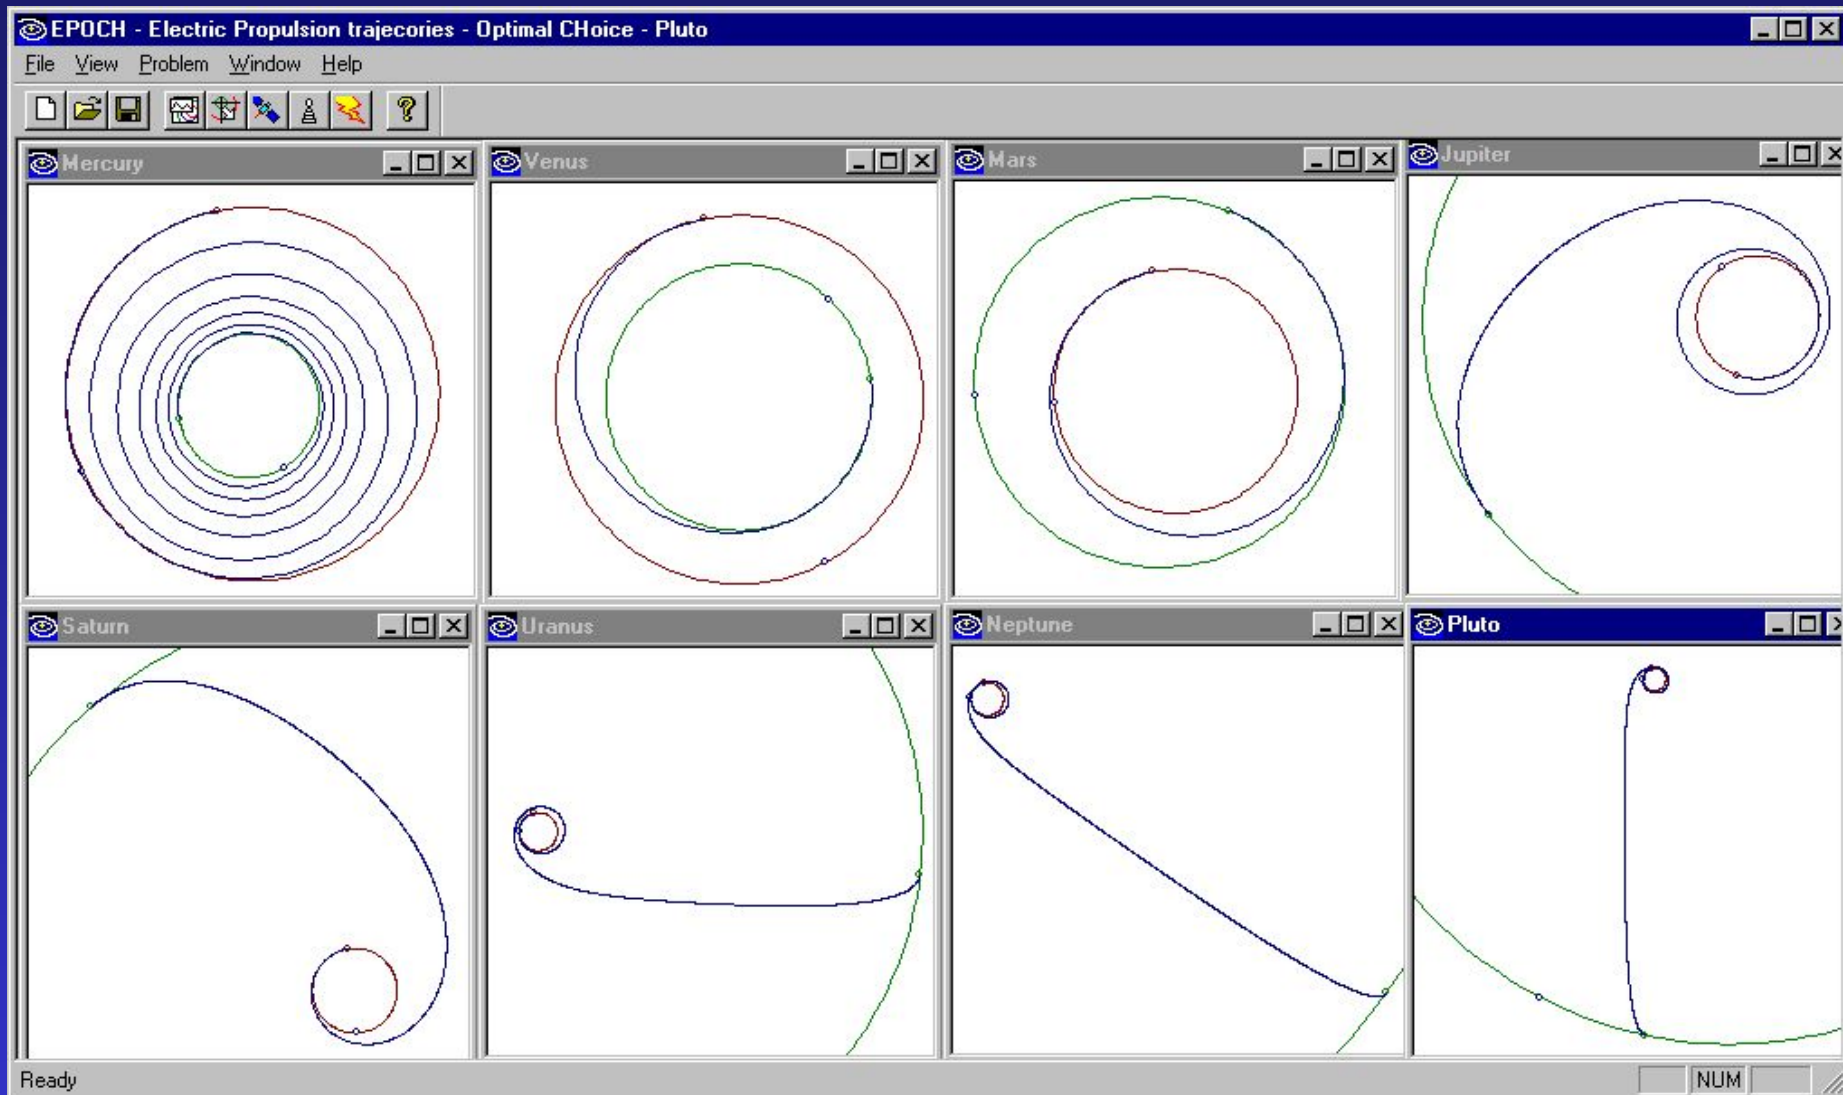 EPOCH - Electric Propulsion trajecories - Optimal CHoice - Pluto
File View Problem Window Help
Mercury
Venus
Mars
Jupiter
Saturn
Uranus
Neptune
Pluto
Ready
NUM